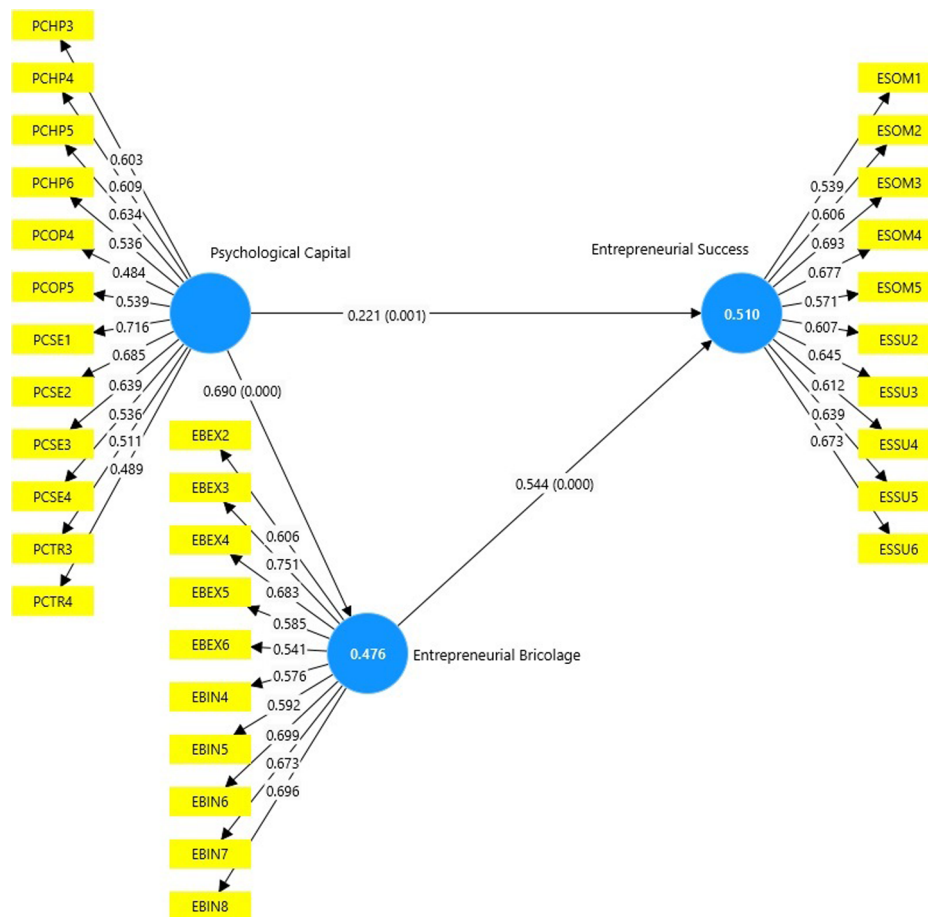 PCHP3
PCHP4
PCHP5
PCHP6
PCOP4
PCOP5
PCSE1
PCSE2
PCSE3
PCSE4
PCTR3
PCTR4
0.603
0.609
0.634
0.536
0.484
0.539
0.716
0.685
0.639
0.536
0.511
0.489
Psychological Capital
0.221 (0.001)
0.690 (0.000)
EBEX2
EBEX3
EBEX4
EBEX5
EBEX6
EBIN4
EBIN5
EBIN6
EBIN7
EBIN8
0.606
0.751
0.683
0.585
0.541
0.576
0.592
0.699
0.673
0.696
0.476
Entrepreneurial Bricolage
0.544 (0.000)
Entrepreneurial Success
0.510
0.539
0.606
0.693
0.677
0.571
0.607
0.645
0.612
0.639
0.673
ESOM1
ESOM2
ESOM3
ESOM4
ESOM5
ESSU2
ESSU3
ESSU4
ESSU5
ESSU6